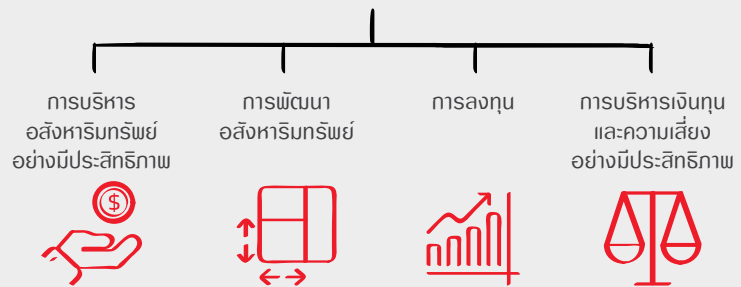 การบริหาร
อสังหาริมทรัพย์
อย่างมีประสิทธิภาพ
การพัฒนา
อสังหาริมทรัพย์
การลงทุน
การบริหารเงินทุน
และความเสี่ยง
อย่างมีประสิทธิภาพ
$